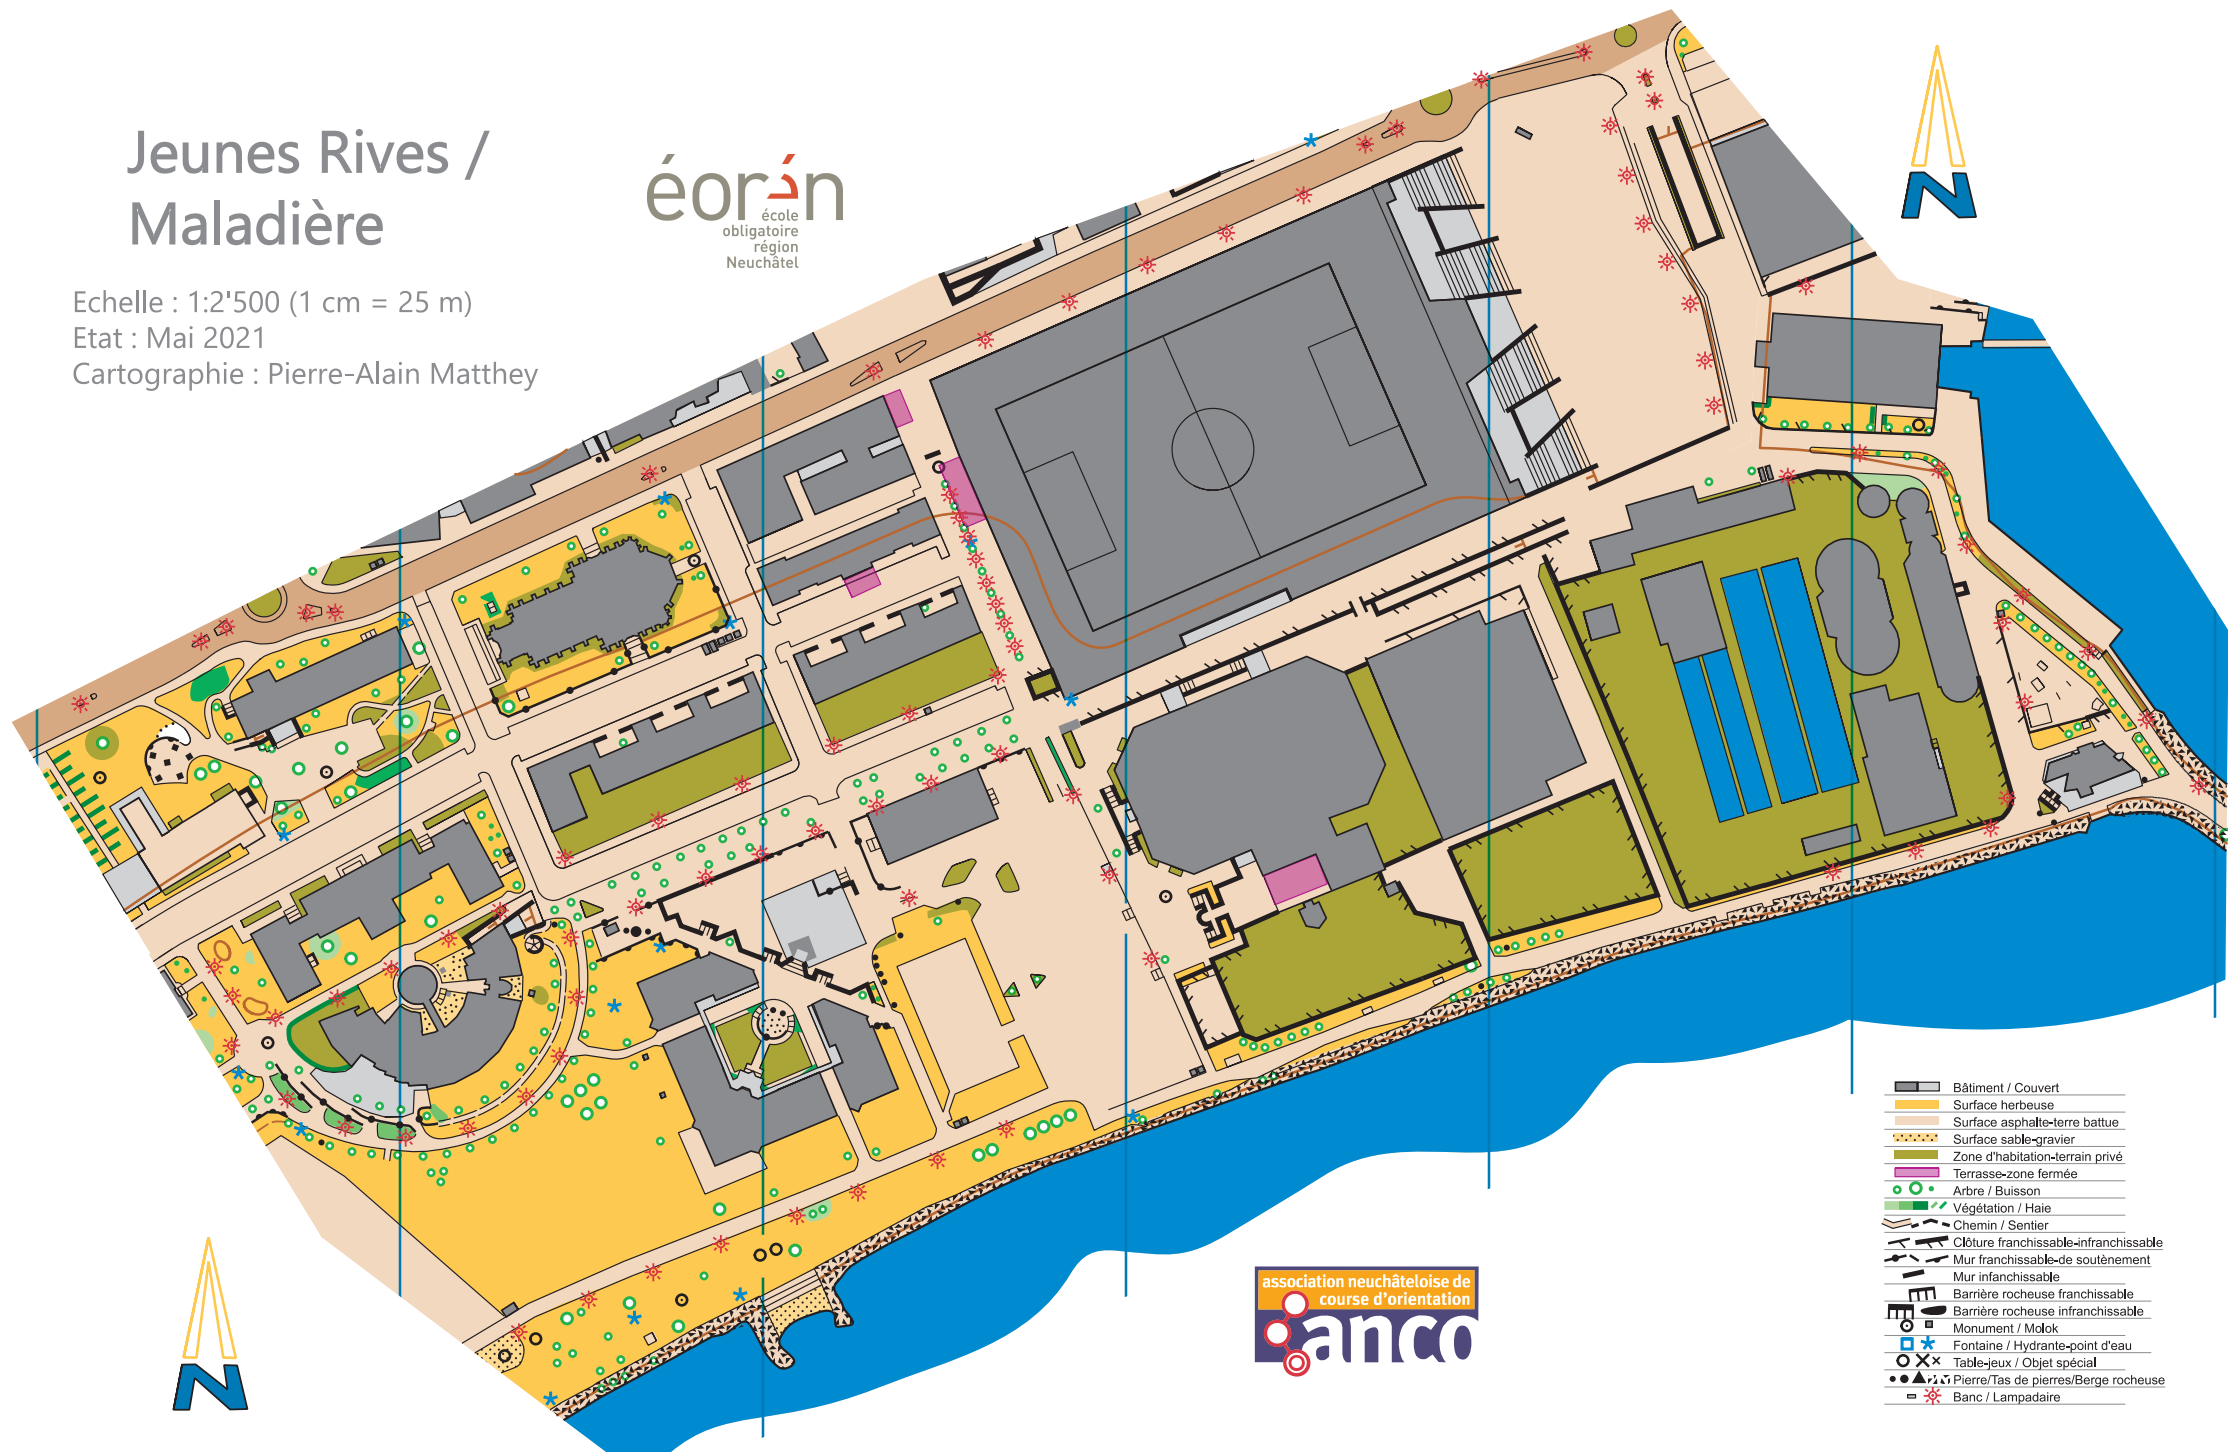 Jeunes Rives /
Maladière
Echelle : 1:2'500 (1 cm = 25 m)
Etat : Mai 2021
Cartographie : Pierre-Alain Matthey
éorén
école
obligatoire
région
Neuchâtel
N
N
association neuchâteloise de
course d'orientation
anco
Bâtiment / Couvert
Surface herbeuse
Surface asphalte-terre battue
Surface sable-gravier
Zone d'habitation-terrain privé
Terrasse-zone fermée
Arbre / Buisson
Végétation / Haie
Chemin / Sentier
Clôture franchissable-infranchissable
Mur franchissable-de soutènement
Mur infanchissable
Barrière rocheuse franchissable
Barrière rocheuse infranchissable
Monument / Molok
Fontaine / Hydrante-point d'eau
Table-jeux / Objet spécial
Pierre/Tas de pierres/Berge rocheuse
Banc / Lampadaire